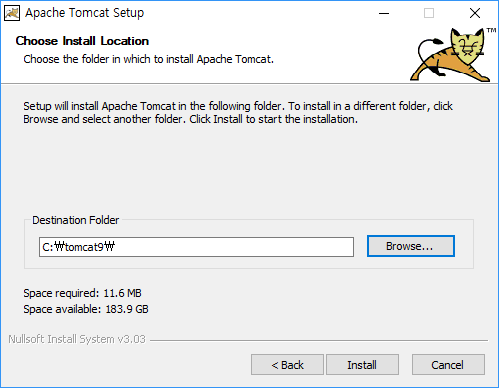 Apache Tomcat Setup
Choose Install Location
Choose the folder in which to install Apache Tomcat.
TM
Setup will install Apache Tomcat in the following folder. To install in a different folder, click
Browse and select another folder. Click Install to start the installation.
Destination Folder
C:₩tomcat9₩
Browse...
Space required: 11.6 MB
Space available: 183.9 GB
Nullsoft Install System v3.03
< Back
Install
Cancel